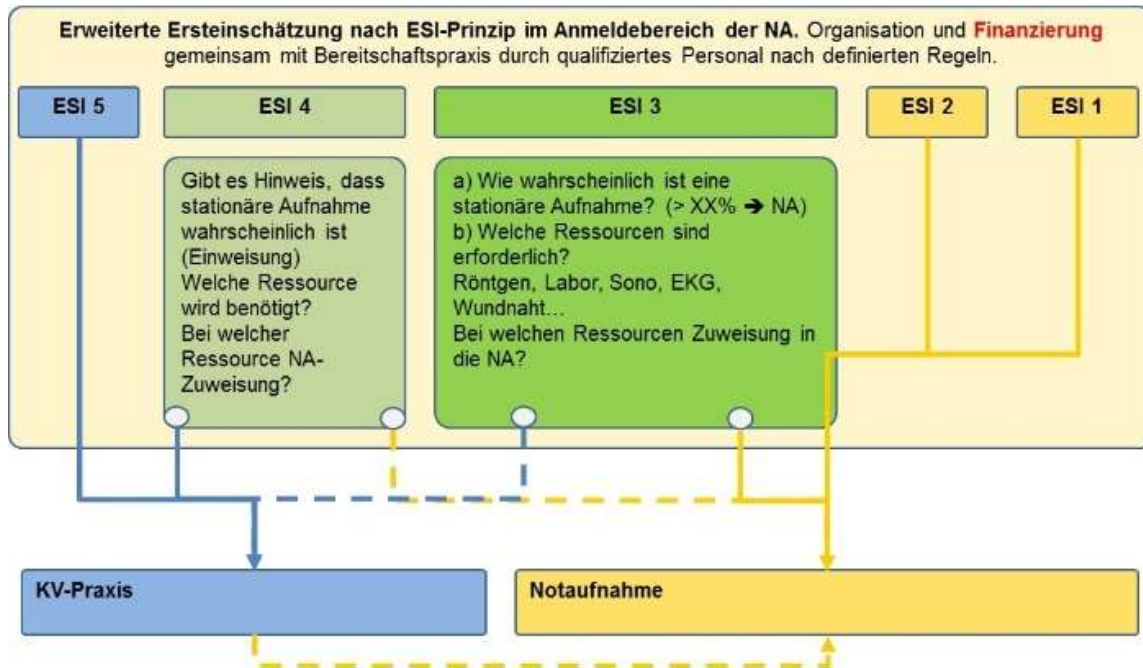 Erweiterte Ersteinschätzung nach ESI-Prinzip im Anmeldebereich der NA. Organisation und Finanzierung
gemeinsam mit Bereitschaftspraxis durch qualifiziertes Personal nach definierten Regeln.
ESI 5
ESI 4
ESI 3
ESI 2
ESI 1
Gibt es Hinweis, dass
stationäre Aufnahme
wahrscheinlich ist
(Einweisung)
Welche Ressource
wird benötigt?
Bei welcher
Ressource NA-
Zuweisung?
a) Wie wahrscheinlich ist eine
stationäre Aufnahme? (> XX% ➔ NA)
b) Welche Ressourcen sind
erforderlich?
Röntgen, Labor, Sono, EKG,
Wundnaht…
Bei welchen Ressourcen Zuweisung in
die NA?
KV-Praxis
Notaufnahme